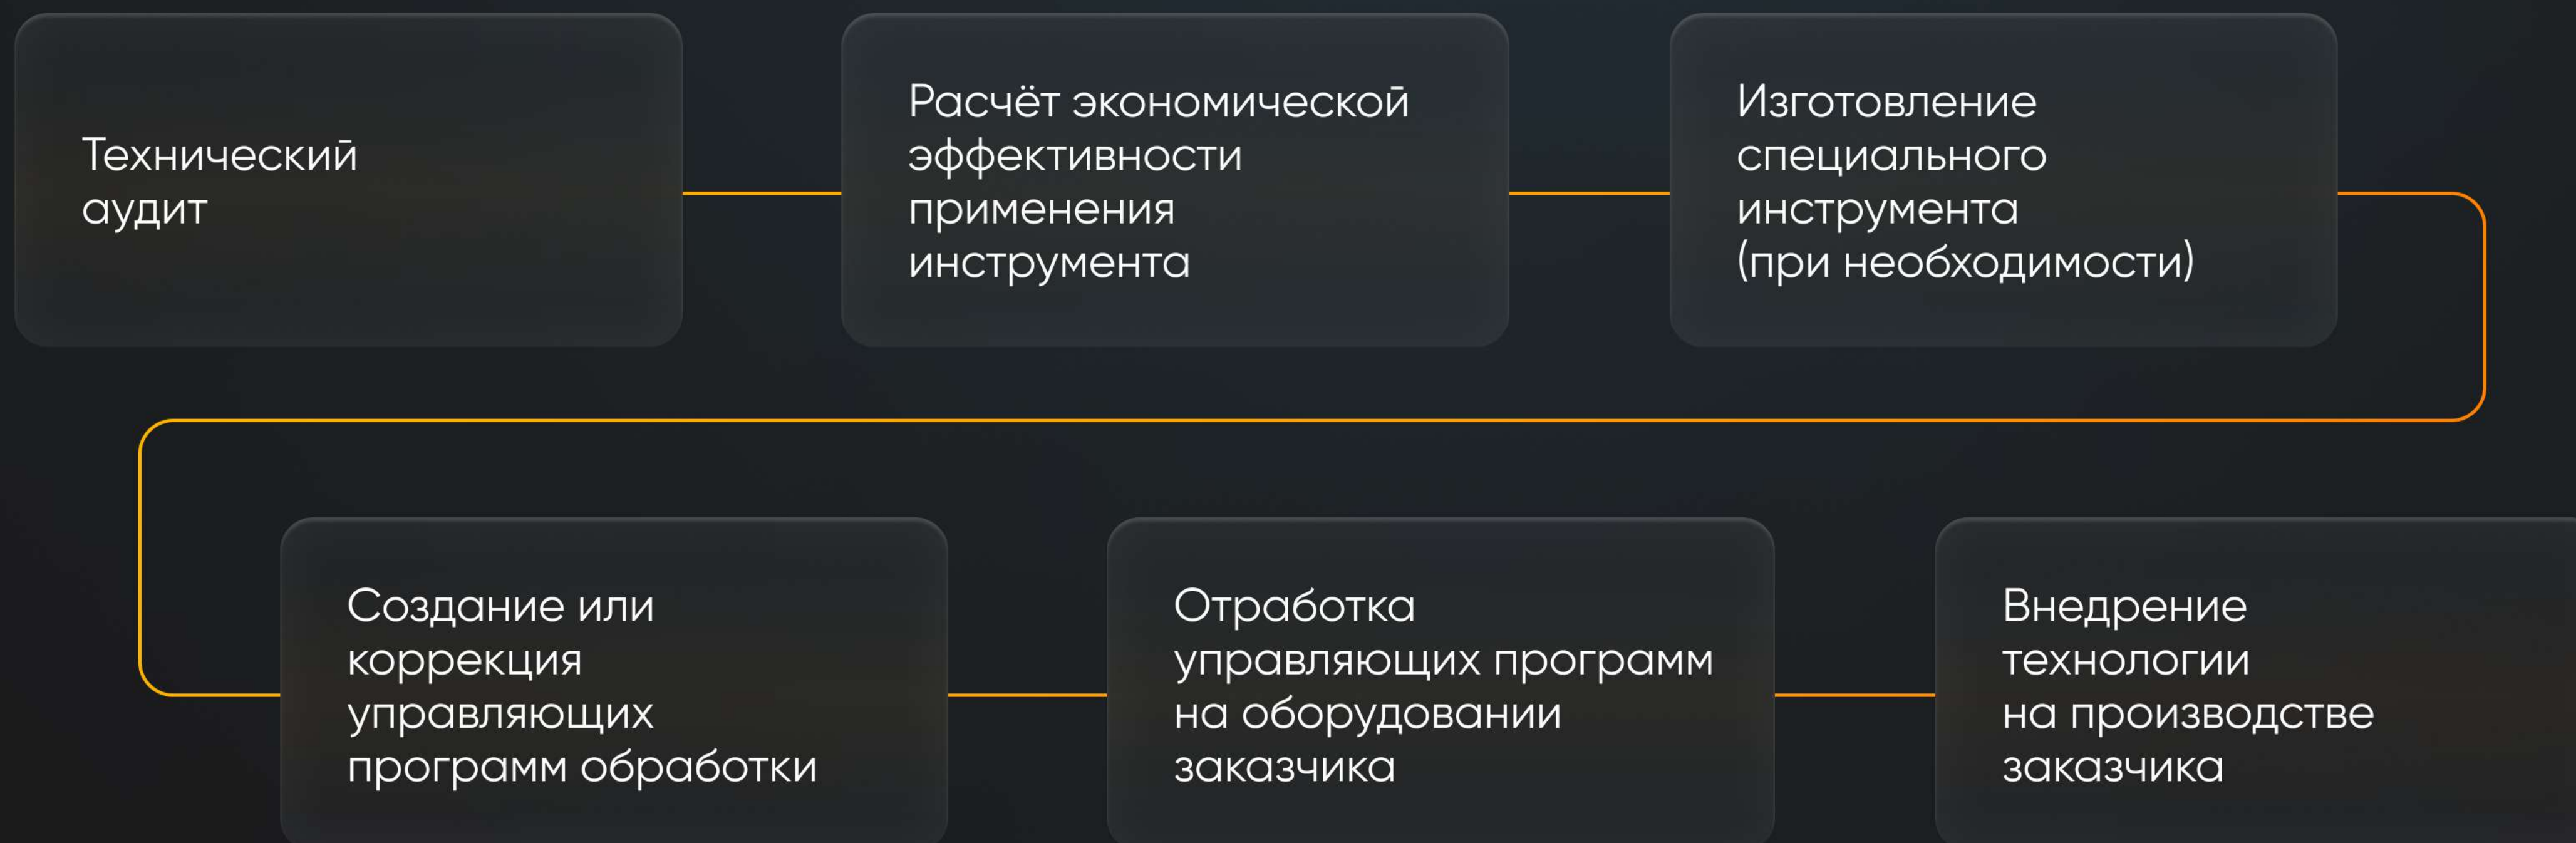 Технический
аудит
Расчёт экономической
эффективности
применения
инструмента
Изготовление
специального
инструмента
(при необходимости)
Создание или
коррекция
управляющих
программ обработки
Отработка
управляющих программ
на оборудовании
заказчика
Внедрение
технологии
на производстве
заказчика